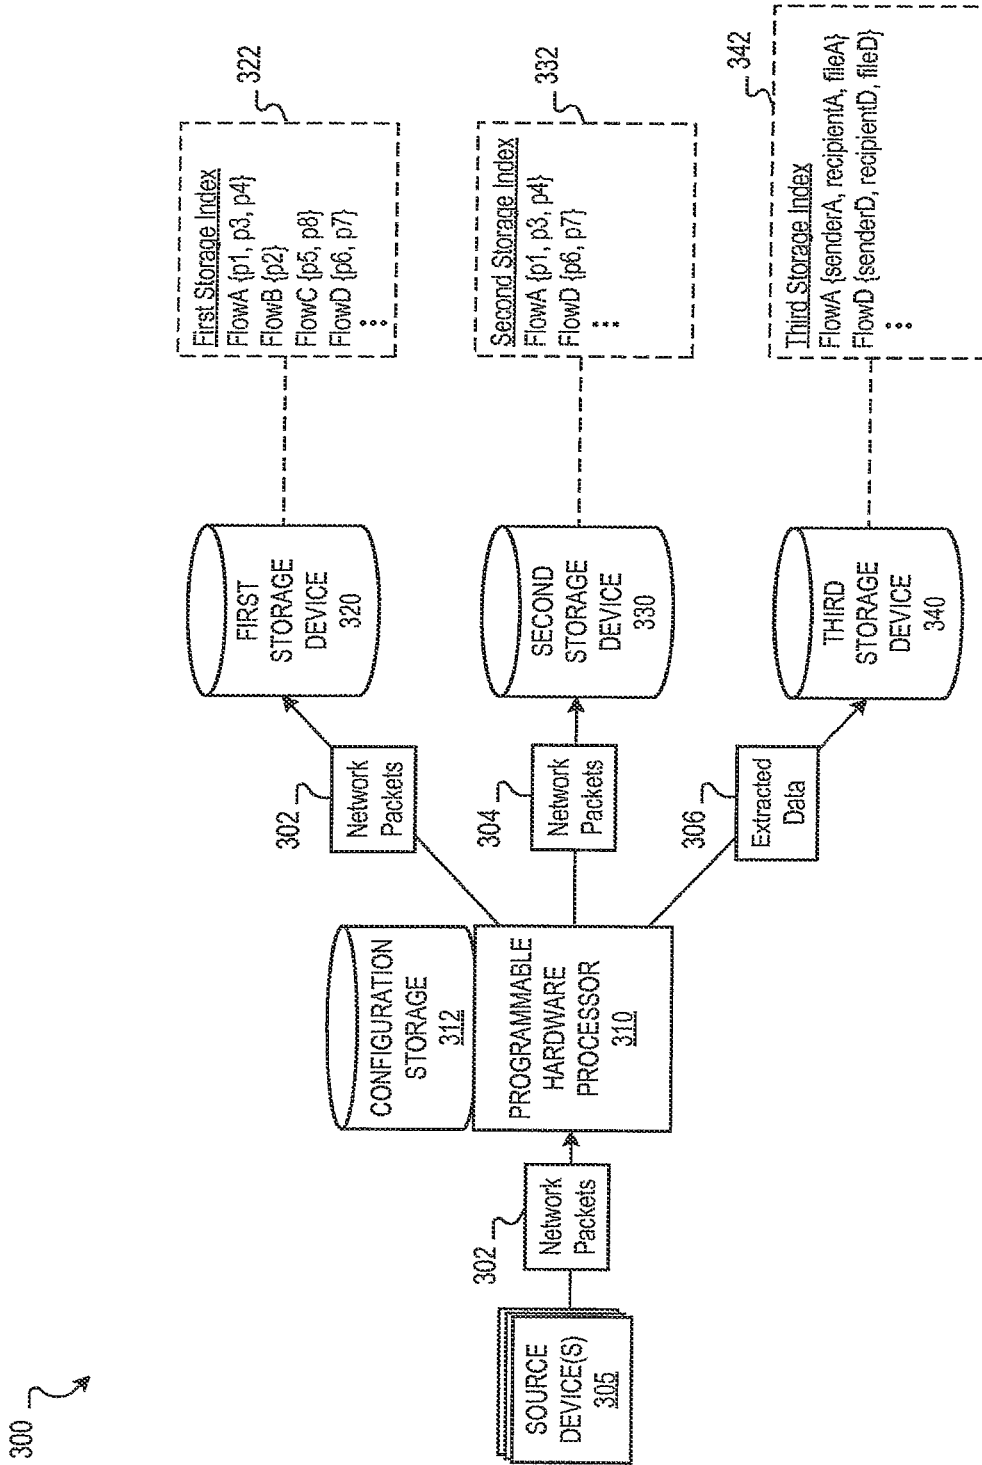 300
SOURCE
DEVICE(S)
305
302
Network
Packets
CONFIGURATION
STORAGE
312
PROGRAMMABLE
HARDWARE
PROCESSOR
310
302
Network
Packets
304
Network
Packets
306
Extracted
Data
FIRST
STORAGE
DEVICE
320
SECOND
STORAGE
DEVICE
330
THIRD
STORAGE
DEVICE
340
322
First Storage Index
FlowA {p1, p3, p4}
FlowB {p2}
FlowC {p5, p8}
FlowD {p6, p7}
332
Second Storage Index
FlowA {p1, p3, p4}
FlowD {p6, p7}
342
Third Storage Index
FlowA {senderA, recipientA, fileA}
FlowD {senderD, recipientD, fileD}